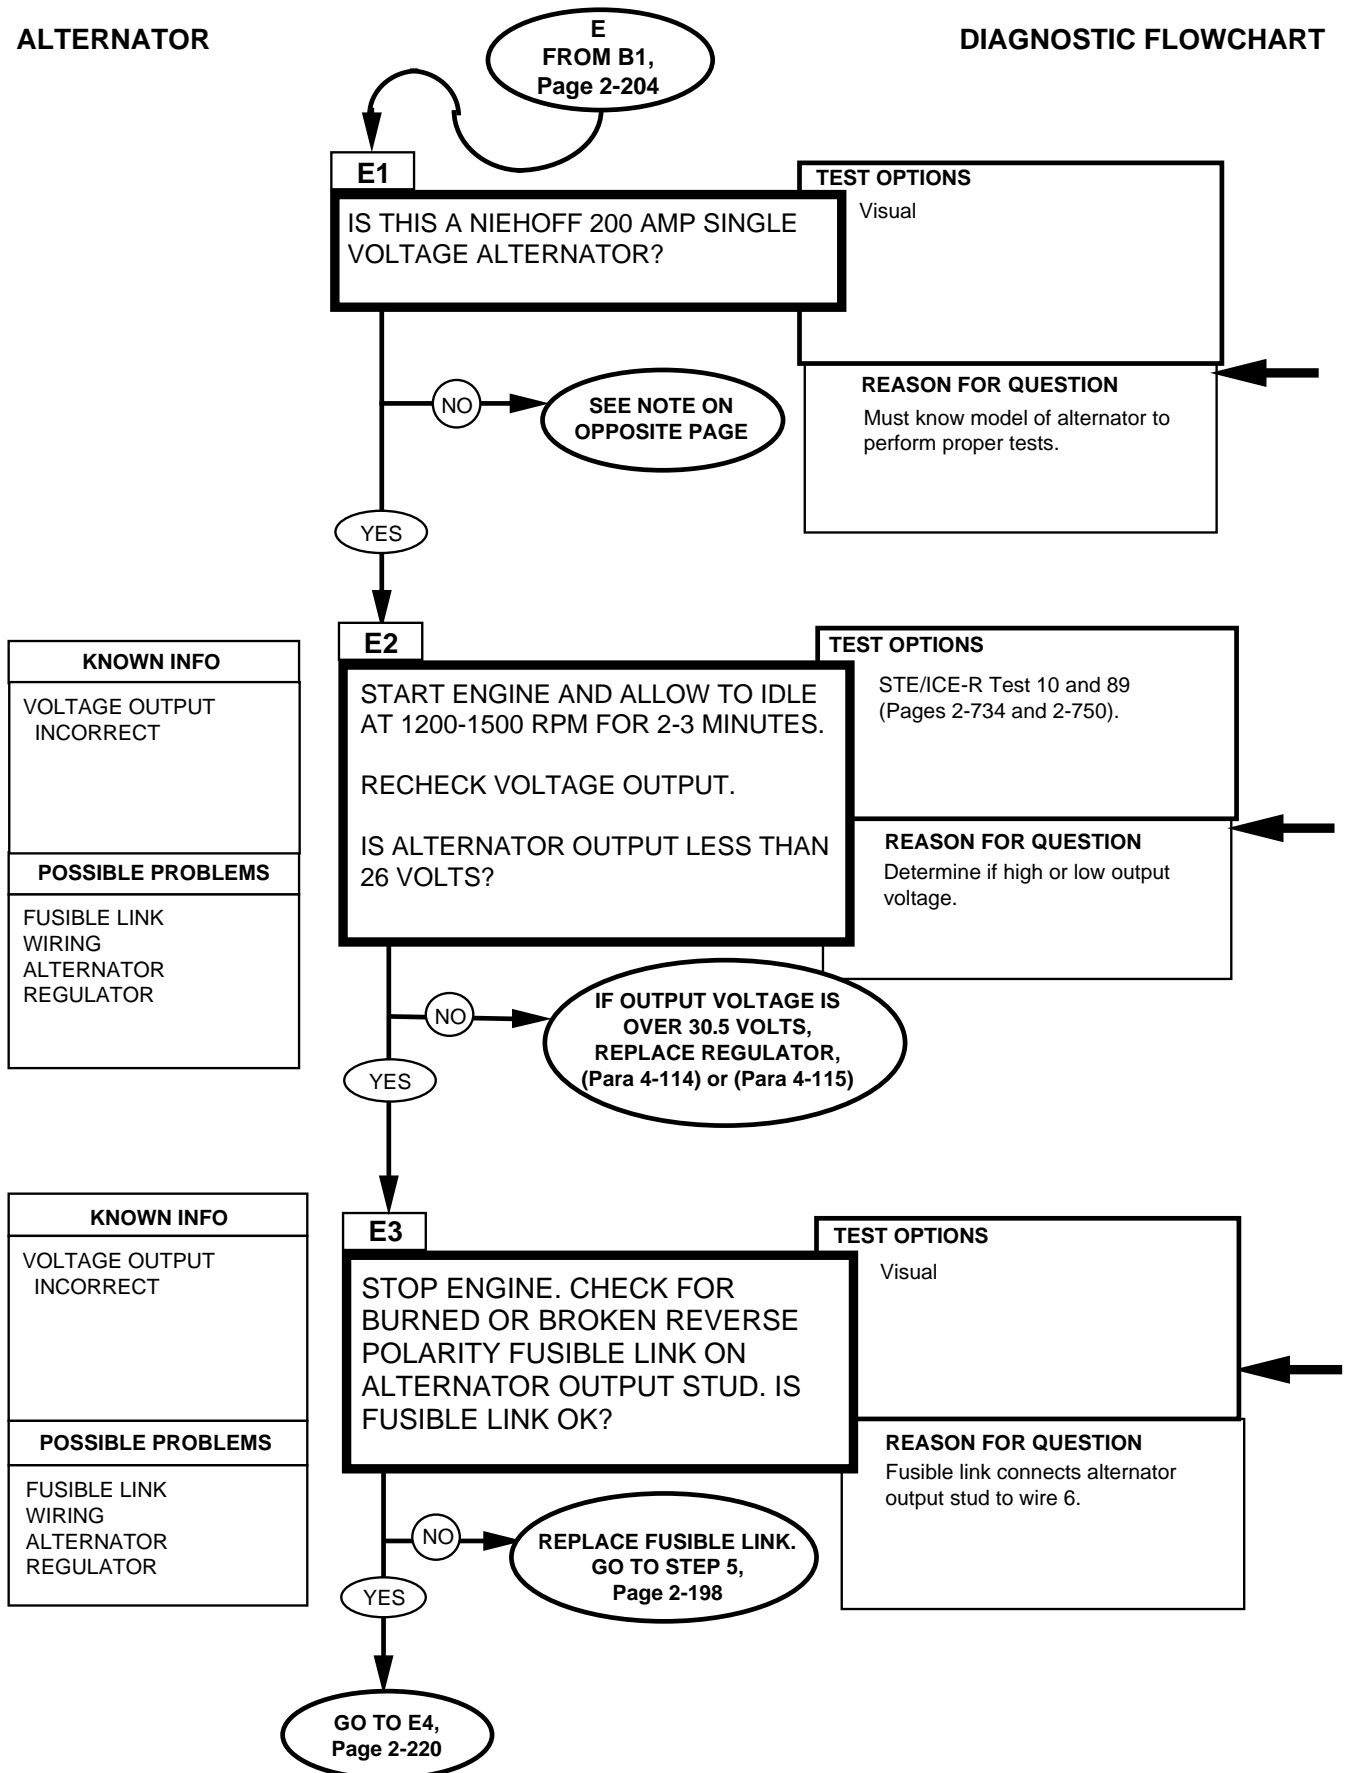 ALTERNATOR
DIAGNOSTIC FLOWCHART
E
FROM B1,
Page 2-204
E1
IS THIS A NIEHOFF 200 AMP SINGLE
VOLTAGE ALTERNATOR?
TEST OPTIONS
Visual
REASON FOR QUESTION
Must know model of alternator to
perform proper tests.
NO
SEE NOTE ON
OPPOSITE PAGE
YES
KNOWN INFO
VOLTAGE OUTPUT
INCORRECT
POSSIBLE PROBLEMS
FUSIBLE LINK
WIRING
ALTERNATOR
REGULATOR
E2
START ENGINE AND ALLOW TO IDLE
AT 1200-1500 RPM FOR 2-3 MINUTES.
RECHECK VOLTAGE OUTPUT.
IS ALTERNATOR OUTPUT LESS THAN
26 VOLTS?
TEST OPTIONS
STE/ICE-R Test 10 and 89
(Pages 2-734 and 2-750).
REASON FOR QUESTION
Determine if high or low output
voltage.
NO
IF OUTPUT VOLTAGE IS
OVER 30.5 VOLTS,
REPLACE REGULATOR,
(Para 4-114) or (Para 4-115)
YES
KNOWN INFO
VOLTAGE OUTPUT
INCORRECT
POSSIBLE PROBLEMS
FUSIBLE LINK
WIRING
ALTERNATOR
REGULATOR
E3
STOP ENGINE. CHECK FOR
BURNED OR BROKEN REVERSE
POLARITY FUSIBLE LINK ON
ALTERNATOR OUTPUT STUD. IS
FUSIBLE LINK OK?
TEST OPTIONS
Visual
REASON FOR QUESTION
Fusible link connects alternator
output stud to wire 6.
NO
REPLACE FUSIBLE LINK.
GO TO STEP 5,
Page 2-198
YES
GO TO E4,
Page 2-220